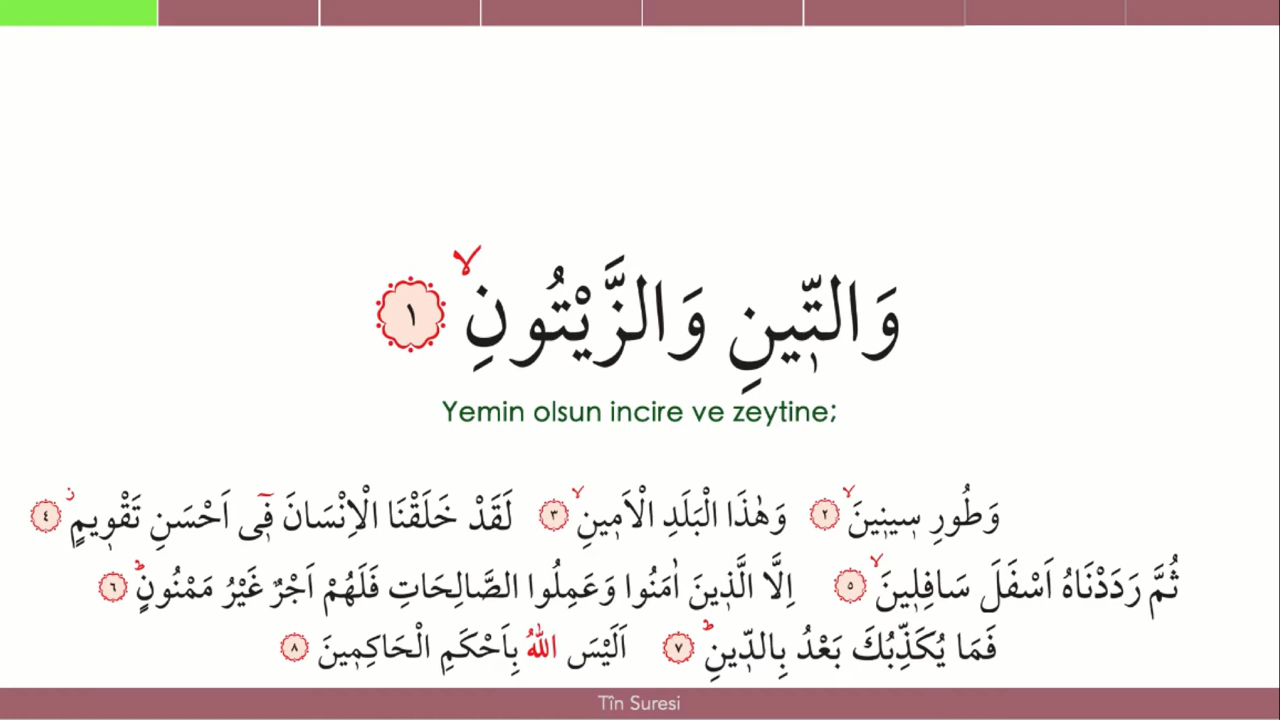 وَالتّ۪ينِ وَالزَّيْتُونِۙ ١
Yemin olsun incire ve zeytine;
وَطُورِ س۪ين۪ينَۙ ٢ وَهٰذَا الْبَلَدِ الْاَم۪ينِۙ ٣ لَقَدْ خَلَقْنَا الْاِنْسَانَ ف۪ٓي اَحْسَنِ تَقْو۪يمٍۘ ٤
ثُمَّ رَدَدْنَاهُ اَسْفَلَ سَافِل۪ينَۙ ٥ اِلَّا الَّذ۪ينَ اٰمَنُوا وَعَمِلُوا الصَّالِحَاتِ فَلَهُمْ اَجْرٌ غَيْرُ مَمْنُونٍۜ ٦
فَمَا يُكَذِّبُكَ بَعْدُ بِالدّ۪ينِۜ ٧ اَلَيْسَ اللّٰهُ بِاَحْكَمِ الْحَاكِم۪ينَ ٨
Tîn Suresi